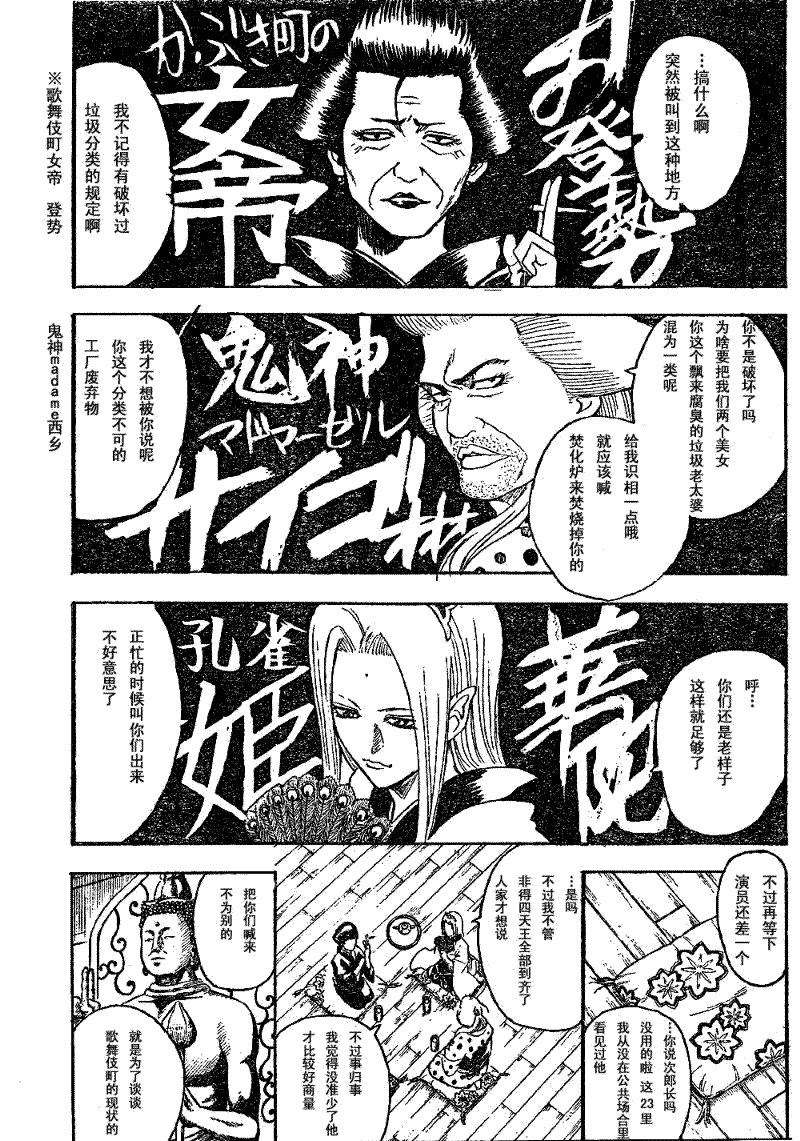 …搞什么啊
突然被叫到这种地方
お登勢
かぶき町の
女帝
我不记得有破坏过
垃圾分类的规定啊
※歌舞伎町女帝 登势
你不是破坏了吗
为啥要把我们两个美女
你这个飘来腐臭的垃圾老太婆
混为一类呢
给我识相一点哦
就应该喊
焚化炉来焚烧掉你的
鬼神
マドマーゼル
サイゴウ
我才不想被你说呢
你这个分类不可的
工厂废弃物
鬼神madame西乡
呼…
你们还是老样子
这样就足够了
華陀
孔雀
姫
正忙的时候叫你们出来
不好意思了
不过再等下
演员还差一个
…你说次郎长吗
没用的啦 这23里
我从没在公共场合里
看见过他
…是吗
不过我不管
非得四天王全部到齐了
人家才想说
不过事归事
我觉得没准少了他
才比较好商量
把你们喊来
不为别的
就是为了谈谈
歌舞伎町的现状的